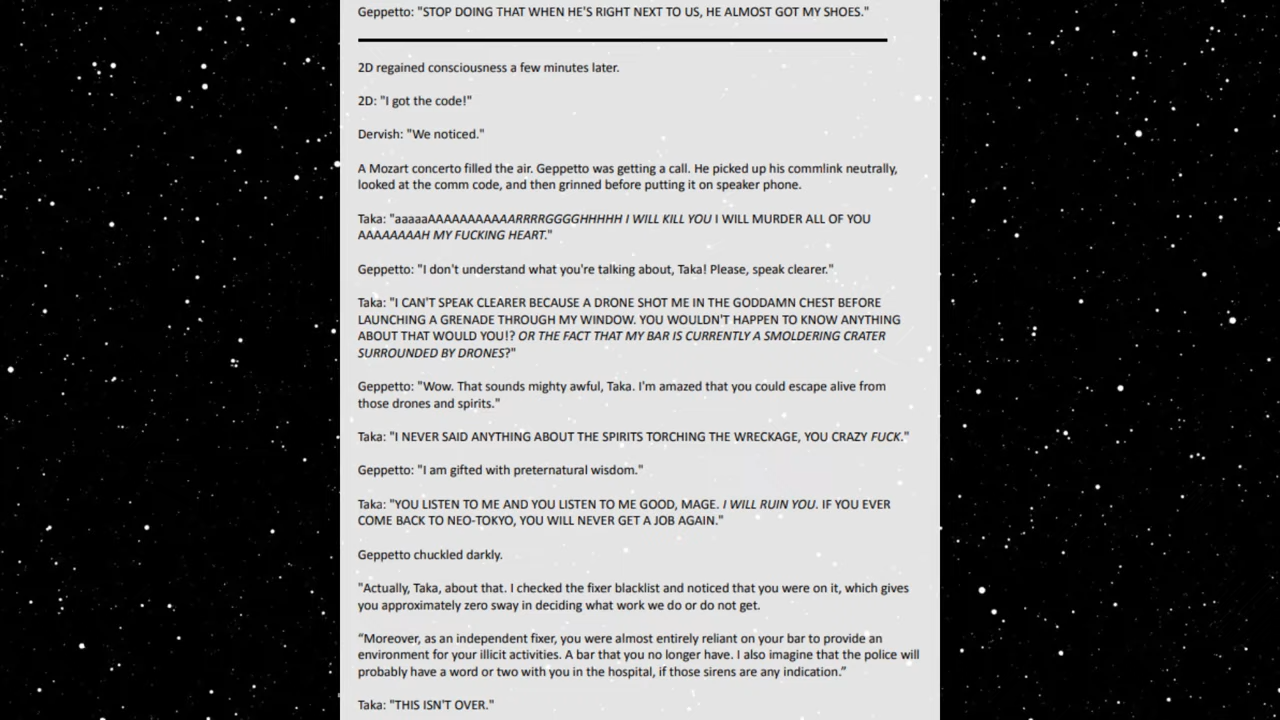 Geppetto: "STOP DOING THAT WHEN HE'S RIGHT NEXT TO US, HE ALMOST GOT MY SHOES."
2D regained consciousness a few minutes later.
2D: "I got the code!"
Dervish: "We noticed."
A Mozart concerto filled the air. Geppetto was getting a call. He picked up his commlink neutrally,
looked at the comm code, and then grinned before putting it on speaker phone.
Taka: "aaaaaAAAAAAAAAAARRRRGGGGHHHHH I WILL KILL YOU I WILL MURDER ALL OF YOU
AAAAAAAAH MY FUCKING HEART."
Geppetto: "I don't understand what you're talking about, Taka! Please, speak clearer."
Taka: "I CAN'T SPEAK CLEARER BECAUSE A DRONE SHOT ME IN THE GODDAMN CHEST BEFORE
LAUNCHING A GRENADE THROUGH MY WINDOW. YOU WOULDN'T HAPPEN TO KNOW ANYTHING
ABOUT THAT WOULD YOU!? OR THE FACT THAT MY BAR IS CURRENTLY A SMOLDERING CRATER
SURROUNDED BY DRONES?"
Geppetto: "Wow. That sounds mighty awful, Taka. I'm amazed that you could escape alive from
those drones and spirits."
Taka: "I NEVER SAID ANYTHING ABOUT THE SPIRITS TORCHING THE WRECKAGE, YOU CRAZY FUCK."
Geppetto: "I am gifted with preternatural wisdom."
Taka: "YOU LISTEN TO ME AND YOU LISTEN TO ME GOOD, MAGE. I WILL RUIN YOU. IF YOU EVER
COME BACK TO NEO-TOKYO, YOU WILL NEVER GET A JOB AGAIN."
Geppetto chuckled darkly.
"Actually, Taka, about that. I checked the fixer blacklist and noticed that you were on it, which gives
you approximately zero sway in deciding what work we do or do not get.
“Moreover, as an independent fixer, you were almost entirely reliant on your bar to provide an
environment for your illicit activities. A bar that you no longer have. I also imagine that the police will
probably have a word or two with you in the hospital, if those sirens are any indication.”
Taka: "THIS ISN'T OVER."